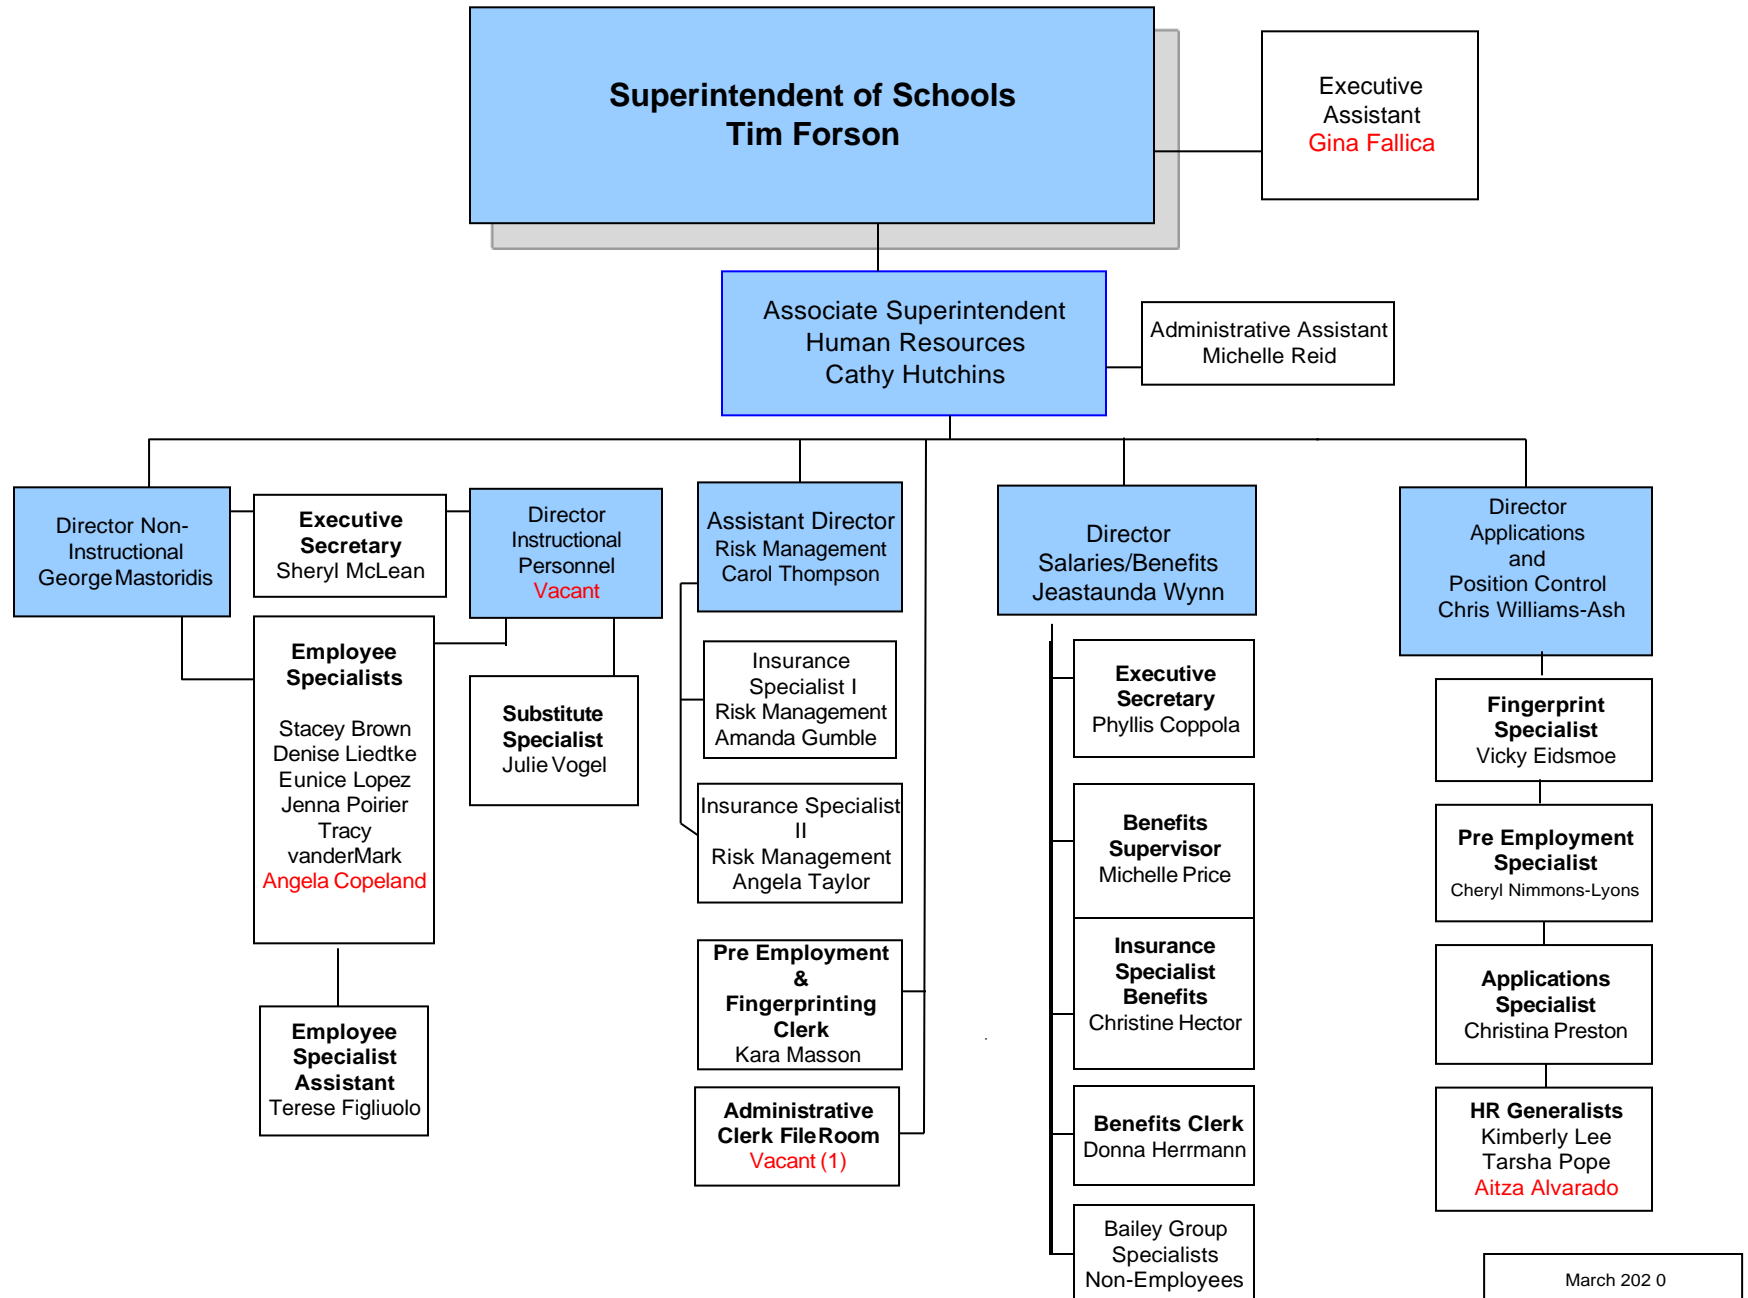 Superintendent of Schools
Tim Forson
Executive
Assistant
Gina Fallica
Associate Superintendent
Human Resources
Cathy Hutchins
Administrative Assistant
Michelle Reid
Director Non-
Instructional
George Mastoridis
Executive
Secretary
Sheryl McLean
Director
Instructional
Personnel
Vacant
Assistant Director
Risk Management
Carol Thompson
Director
Salaries/Benefits
Jeastaunda Wynn
Director
Applications
and
Position Control
Chris Williams-Ash
Employee
Specialists
Stacey Brown
Denise Liedtke
Eunice Lopez
Jenna Poirier
Tracy
vanderMark
Angela Copeland
Substitute
Specialist
Julie Vogel
Insurance
Specialist I
Risk Management
Amanda Gumble
Insurance Specialist
II
Risk Management
Angela Taylor
Pre Employment
&
Fingerprinting
Clerk
Kara Masson
Administrative
Clerk File Room
Vacant (1)
Employee
Specialist
Assistant
Terese Figliuolo
Executive
Secretary
Phyllis Coppola
Benefits
Supervisor
Michelle Price
Insurance
Specialist
Benefits
Christine Hector
Benefits Clerk
Donna Herrmann
Bailey Group
Specialists
Non-Employees
Fingerprint
Specialist
Vicky Eidsmoe
Pre Employment
Specialist
Cheryl Nimmons-Lyons
Applications
Specialist
Christina Preston
HR Generalists
Kimberly Lee
Tarsha Pope
Aitza Alvarado
March 202 0